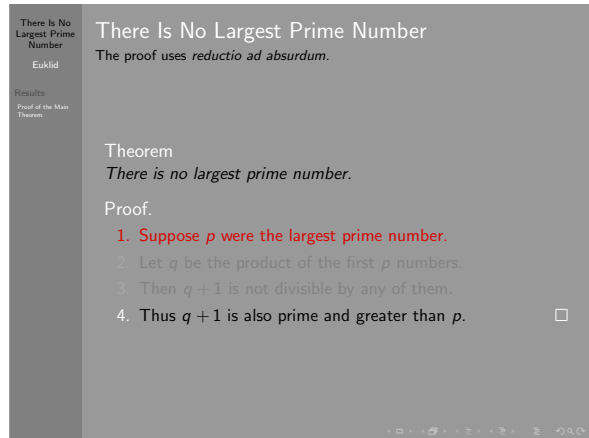 There Is No
Largest Prime
Number
Euklid
Results
Proof of the Main
Theorem
There Is No Largest Prime Number
The proof uses reductio ad absurdum.
Theorem
There is no largest prime number.
Proof.
1. Suppose p were the largest prime number.
2. Let q be the product of the first p numbers.
3. Then q + 1 is not divisible by any of them.
4. Thus q + 1 is also prime and greater than p. □